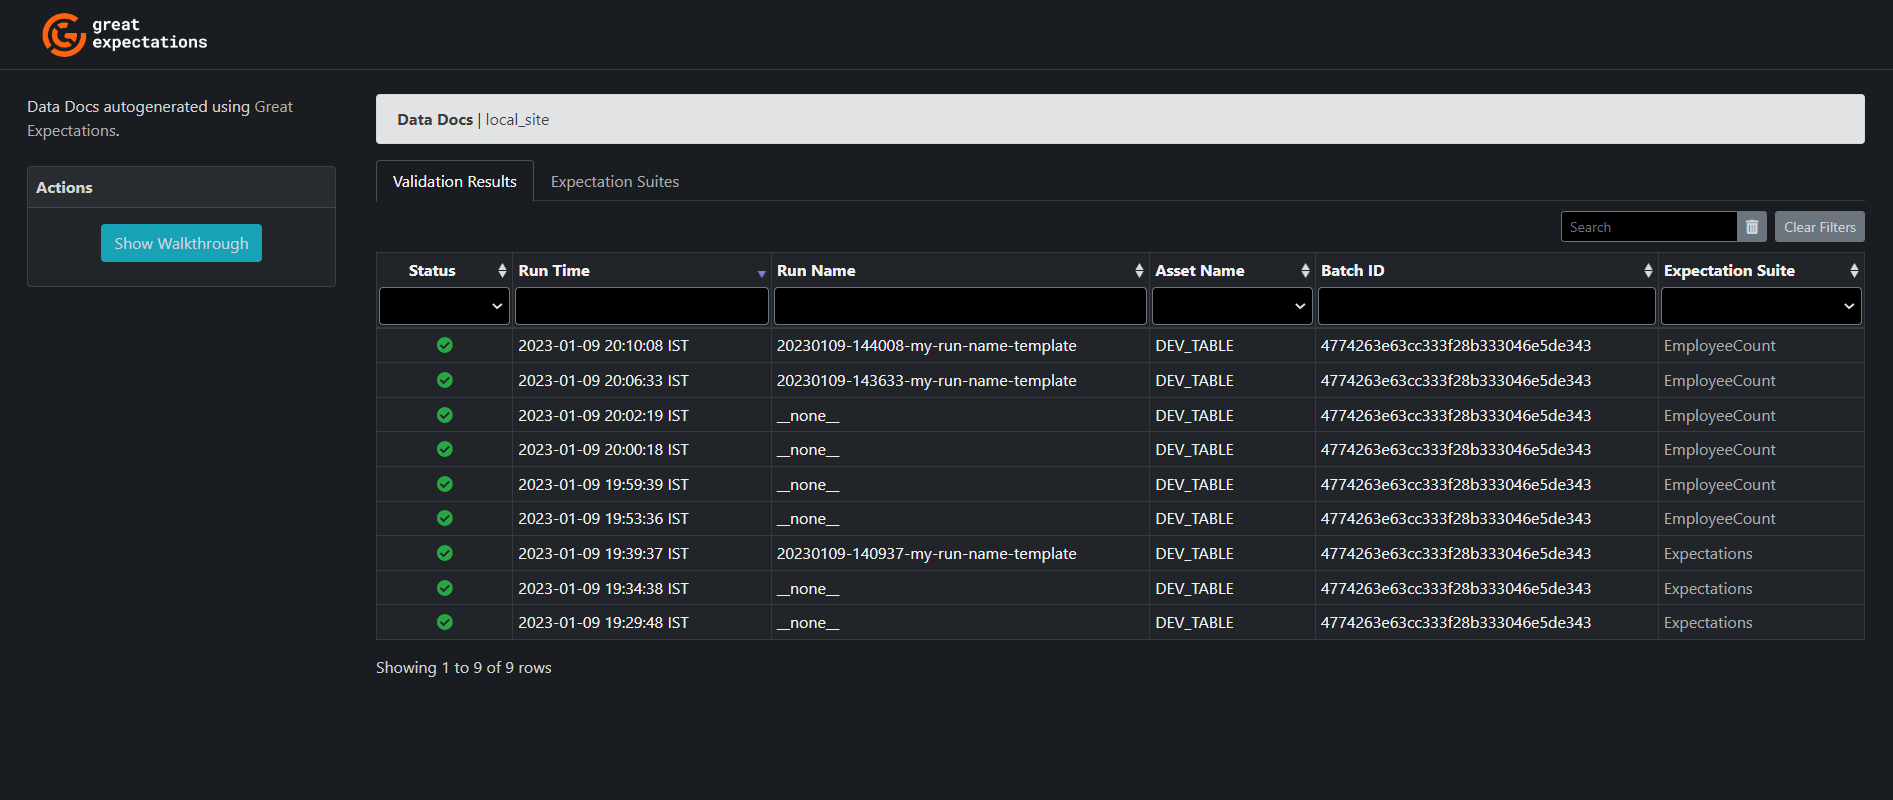 great
expectations
Data Docs autogenerated using Great
Expectations.
Actions
Show Walkthrough
Data Docs | local_site
Validation Results Expectation Suites
Search Clear Filters
Status Run Time Run Name Asset Name Batch ID Expectation Suite
2023-01-09 20:10:08 IST 20230109-144008-my-run-name-template DEV_TABLE 4774263e63cc333f28b333046e5de343 EmployeeCount
2023-01-09 20:06:33 IST 20230109-143633-my-run-name-template DEV_TABLE 4774263e63cc333f28b333046e5de343 EmployeeCount
2023-01-09 20:02:19 IST __none__ DEV_TABLE 4774263e63cc333f28b333046e5de343 EmployeeCount
2023-01-09 20:00:18 IST __none__ DEV_TABLE 4774263e63cc333f28b333046e5de343 EmployeeCount
2023-01-09 19:59:39 IST __none__ DEV_TABLE 4774263e63cc333f28b333046e5de343 EmployeeCount
2023-01-09 19:53:36 IST __none__ DEV_TABLE 4774263e63cc333f28b333046e5de343 EmployeeCount
2023-01-09 19:39:37 IST 20230109-140937-my-run-name-template DEV_TABLE 4774263e63cc333f28b333046e5de343 Expectations
2023-01-09 19:34:38 IST __none__ DEV_TABLE 4774263e63cc333f28b333046e5de343 Expectations
2023-01-09 19:29:48 IST __none__ DEV_TABLE 4774263e63cc333f28b333046e5de343 Expectations
Showing 1 to 9 of 9 rows